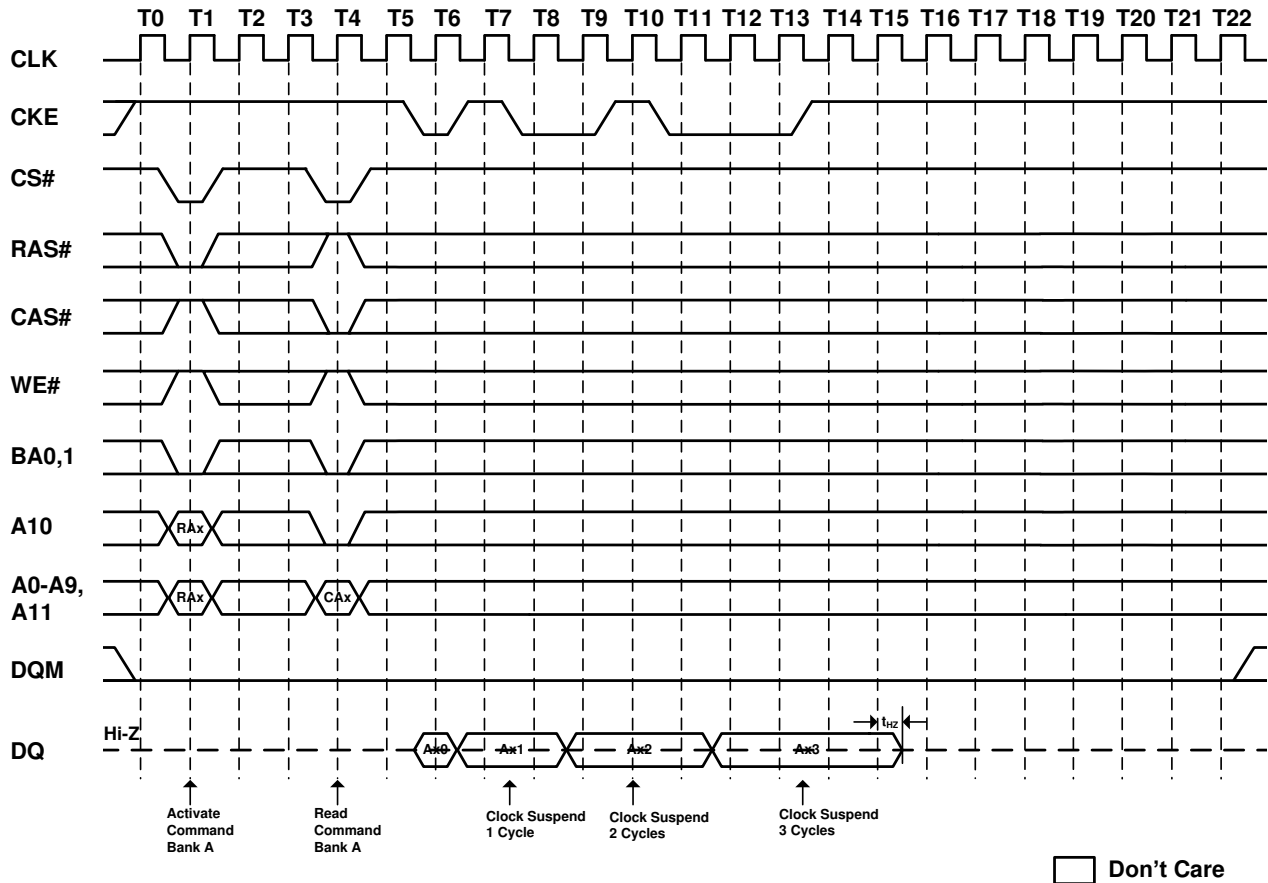 T0 T1 T2 T3 T4 T5 T6 T7 T8 T9 T10 T11 T12 T13 T14 T15 T16 T17 T18 T19 T20 T21 T22
CLK
CKE
CS#
RAS#
CAS#
WE#
BA0,1
A10
RAx
A0-A9,
A11
RAx CAx
DQM
Hi-Z
DQ
Ax0 Ax1 Ax2 Ax3
tHZ
Activate
Command
Bank A
Read
Command
Bank A
Clock Suspend
1 Cycle
Clock Suspend
2 Cycles
Clock Suspend
3 Cycles
Don't Care